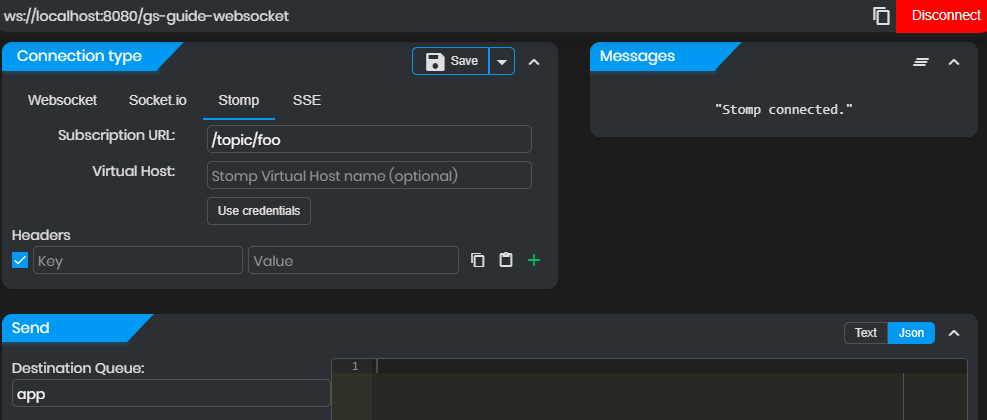 ws://localhost:8080/gs-guide-websocket
Disconnect
Connection type
Save
Websocket Socket.io Stomp SSE
Subscription URL: /topic/foo
Virtual Host: Stomp Virtual Host name (optional)
Use credentials
Headers
Key Value
Messages
"Stomp connected."
Send
Text Json
Destination Queue:
app
1